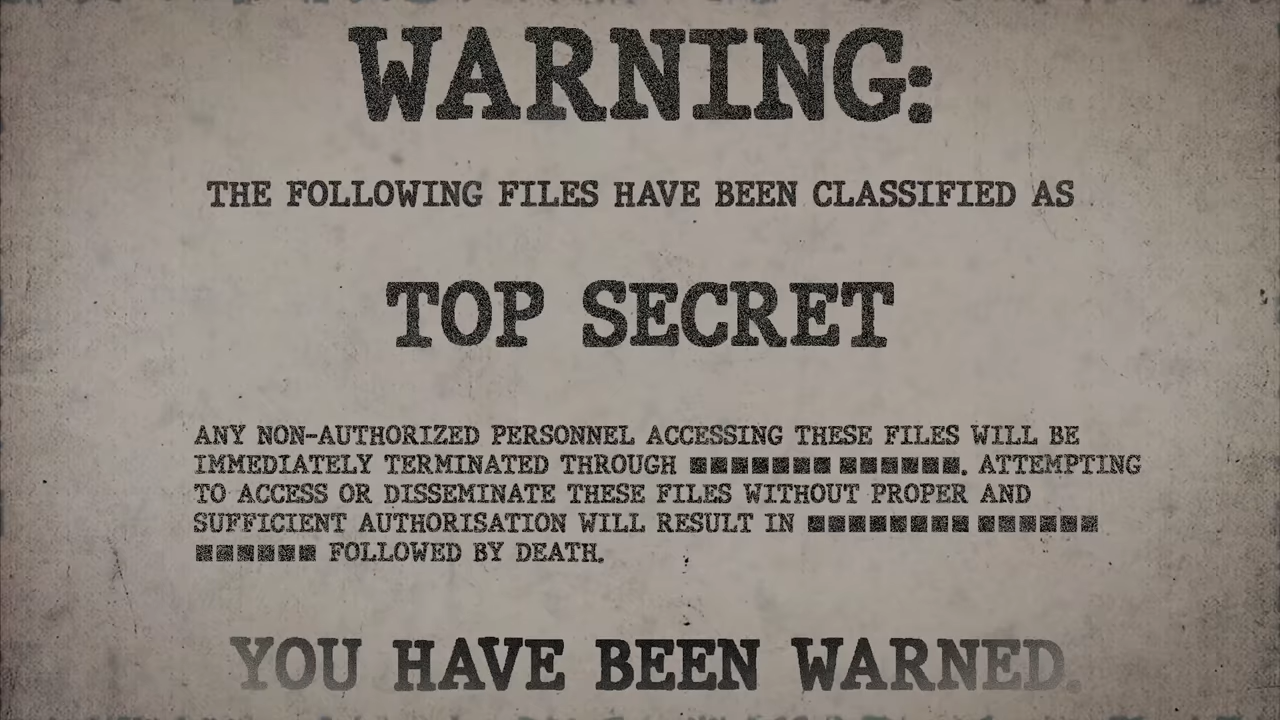 WARNING:
THE FOLLOWING FILES HAVE BEEN CLASSIFIED AS
TOP SECRET
ANY NON-AUTHORIZED PERSONNEL ACCESSING THESE FILES WILL BE
IMMEDIATELY TERMINATED THROUGH ■■■■■■■ ■■■■■■. ATTEMPTING
TO ACCESS OR DISSEMINATE THESE FILES WITHOUT PROPER AND
SUFFICIENT AUTHORISATION WILL RESULT IN ■■■■■■■■ ■■■■■■
■■■■■■ FOLLOWED BY DEATH.
YOU HAVE BEEN WARNED.